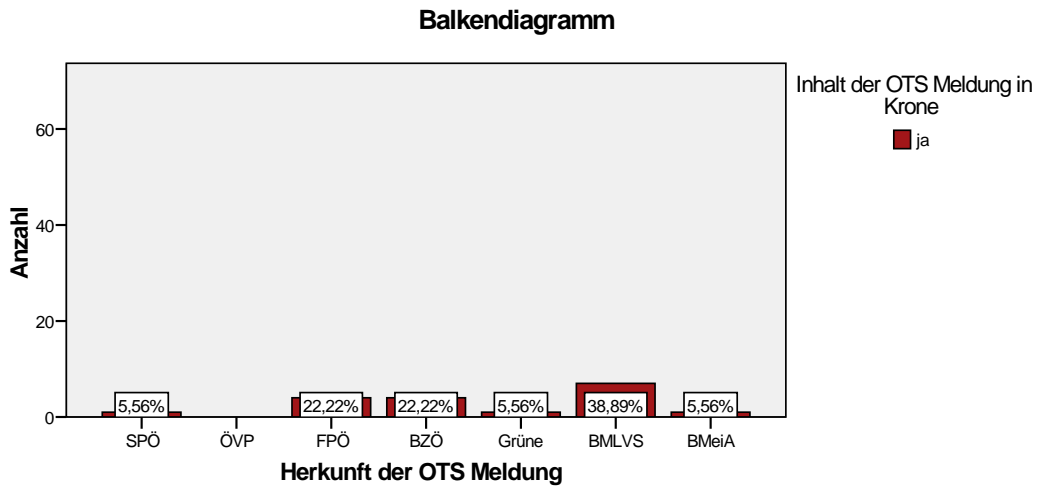 Balkendiagramm
Inhalt der OTS Meldung in
Krone
ja
Anzahl
60
40
20
0
5,56%
22,22%
22,22%
5,56%
38,89%
5,56%
SPÖ
ÖVP
FPÖ
BZÖ
Grüne
BMLVS
BMeiA
Herkunft der OTS Meldung